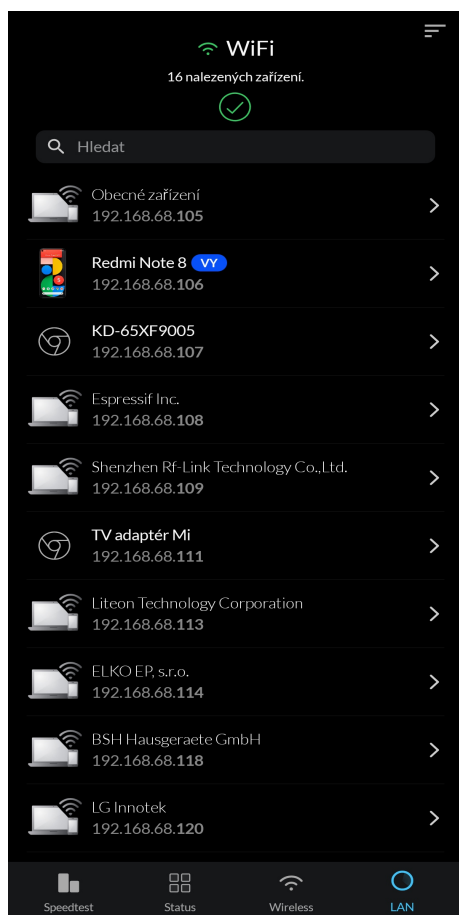 WiFi
16 nalezených zařízení.
Hledat
Obecné zařízení
192.168.68.105
Redmi Note 8 VY
192.168.68.106
KD-65XF9005
192.168.68.107
Espressif Inc.
192.168.68.108
Shenzhen Rf-Link Technology Co.,Ltd.
192.168.68.109
TV adaptér Mi
192.168.68.111
Liteon Technology Corporation
192.168.68.113
ELKO EP, s.r.o.
192.168.68.114
BSH Hausgeraete GmbH
192.168.68.118
LG Innotek
192.168.68.120
Speedtest Status Wireless LAN